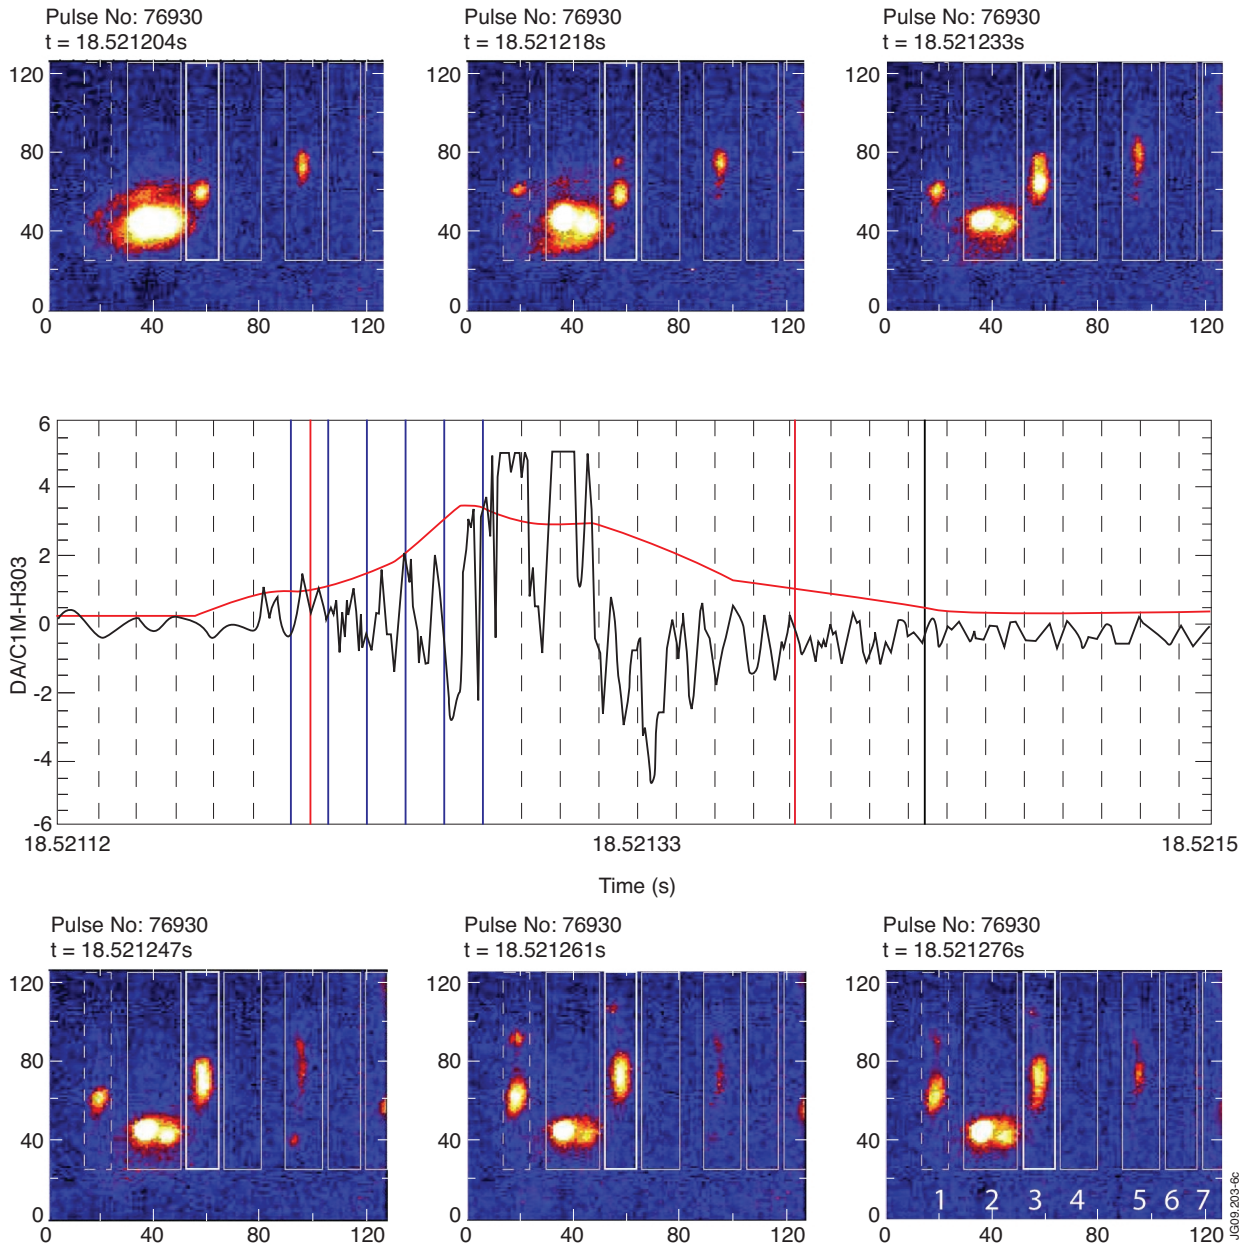 Pulse No: 76930
t = 18.521204s
Pulse No: 76930
t = 18.521218s
Pulse No: 76930
t = 18.521233s
120
80
40
0
0 40 80 120
120
80
40
0
0 40 80 120
120
80
40
0
0 40 80 120
6
4
2
0
-2
-4
-6
DA/C1M-H303
18.52112 18.52133 18.5215
Time (s)
Pulse No: 76930
t = 18.521247s
Pulse No: 76930
t = 18.521261s
Pulse No: 76930
t = 18.521276s
120
80
40
0
0 40 80 120
120
80
40
0
0 40 80 120
120
80
40
0
1 2 3 4 5 6 7
0 40 80 120
JG09.203-6c